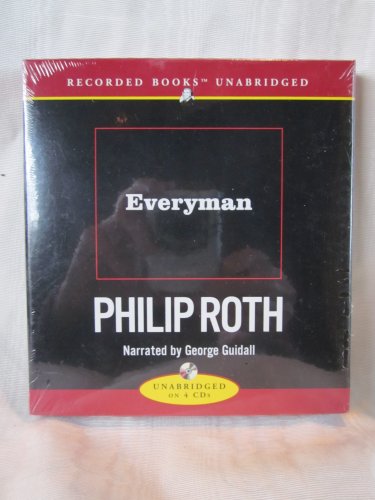 RECORDED BOOKS™ UNABRIDGED
Everyman
PHILIP ROTH
Narrated by George Guidall
UNABRIDGED
ON 4 CDs